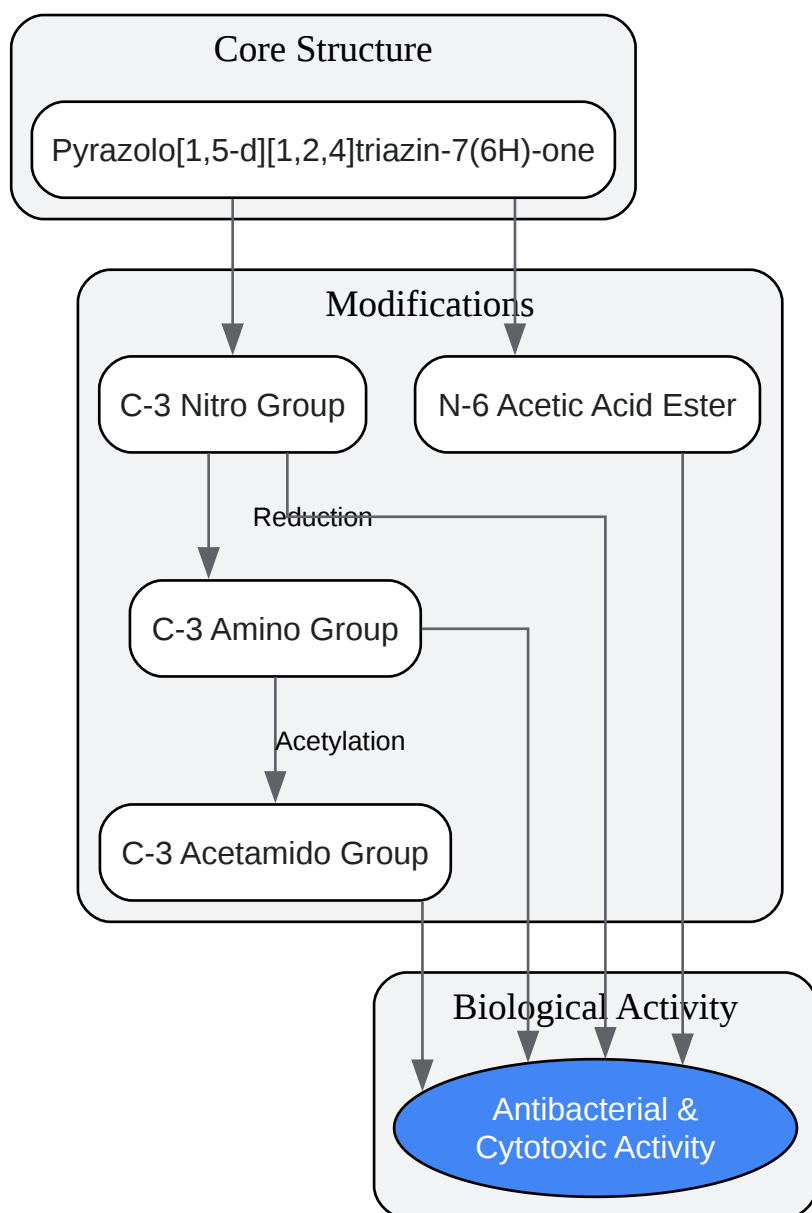 Core Structure
Pyrazolo[1,5-d][1,2,4]triazin-7(6H)-one
Modifications
C-3 Nitro Group
N-6 Acetic Acid Ester
Reduction
C-3 Amino Group
Acetylation
C-3 Acetamido Group
Biological Activity
Antibacterial &
Cytotoxic Activity